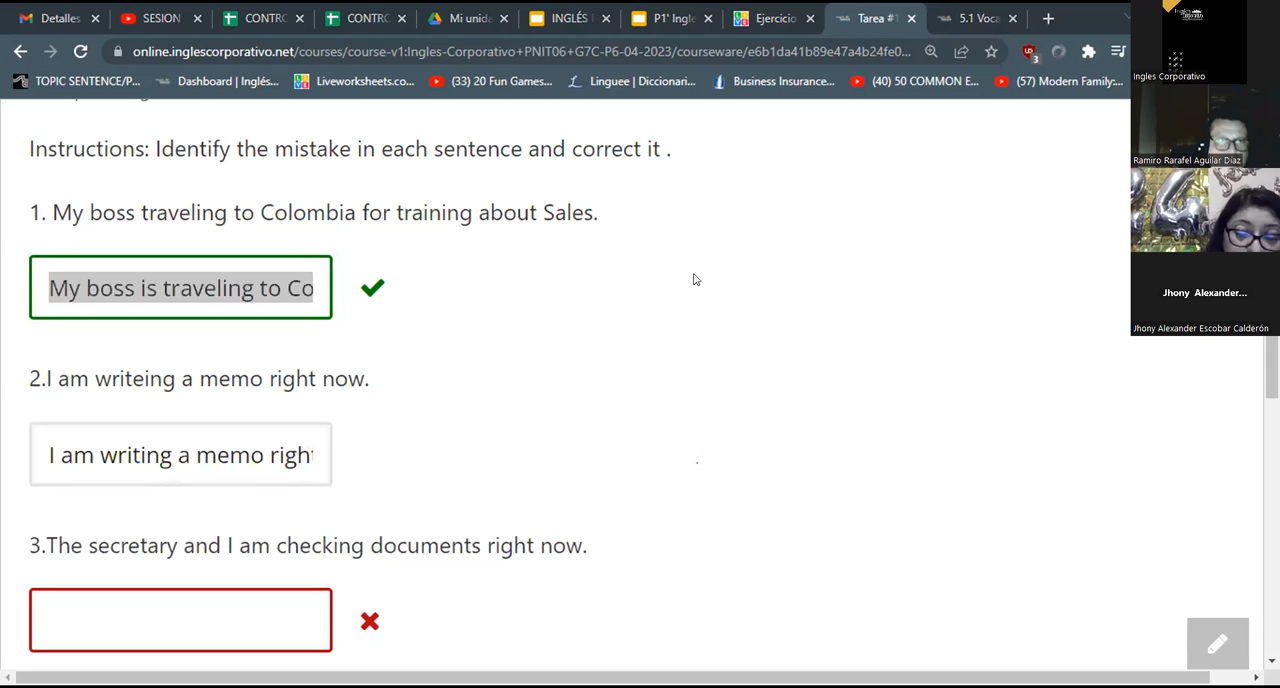 Detalles
SESION
CONTRC
CONTRC
Mi unida
INGLÉS I
P1' Ingle
Ejercicio
Tarea #1
5.1 Voca
online.inglescorporativo.net/courses/course-v1:Ingles-Corporativo+PNIT06+G7C-P6-04-2023/courseware/e6b1da41b89e47a4b24fe0...
3
TOPIC SENTENCE/P...
Dashboard | Inglés...
Liveworksheets.co...
(33) 20 Fun Games...
Linguee | Diccionari...
Business Insurance...
(40) 50 COMMON E...
(57) Modern Family:...
Ingles Corporativo
Ramiro Rarafel Aguilar Díaz
Jhony Alexander...
Jhony Alexander Escobar Calderón
Instructions: Identify the mistake in each sentence and correct it .
1. My boss traveling to Colombia for training about Sales.
My boss is traveling to Co
2.I am writeing a memo right now.
I am writing a memo right
3.The secretary and I am checking documents right now.